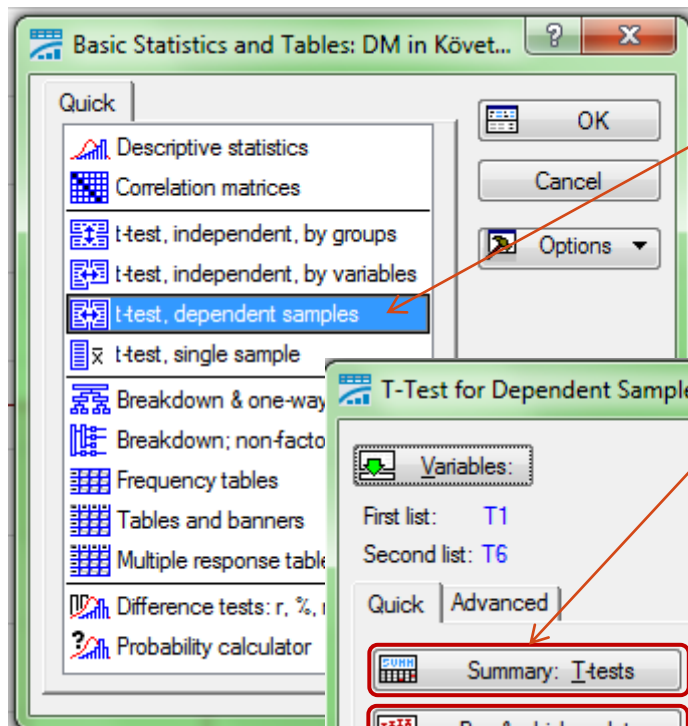 Basic Statistics and Tables: DM in Követ...
Quick
OK
Descriptive statistics
Cancel
Correlation matrices
Options
t-test, independent, by groups
t-test, independent, by variables
t-test, dependent samples
t-test, single sample
Breakdown & one-way
Breakdown; non-facto
Frequency tables
Tables and banners
Multiple response table
Difference tests: r, %,
Probability calculator
T-Test for Dependent Sample
Variables:
First list: T1
Second list: T6
Quick
Advanced
Summary: T-tests